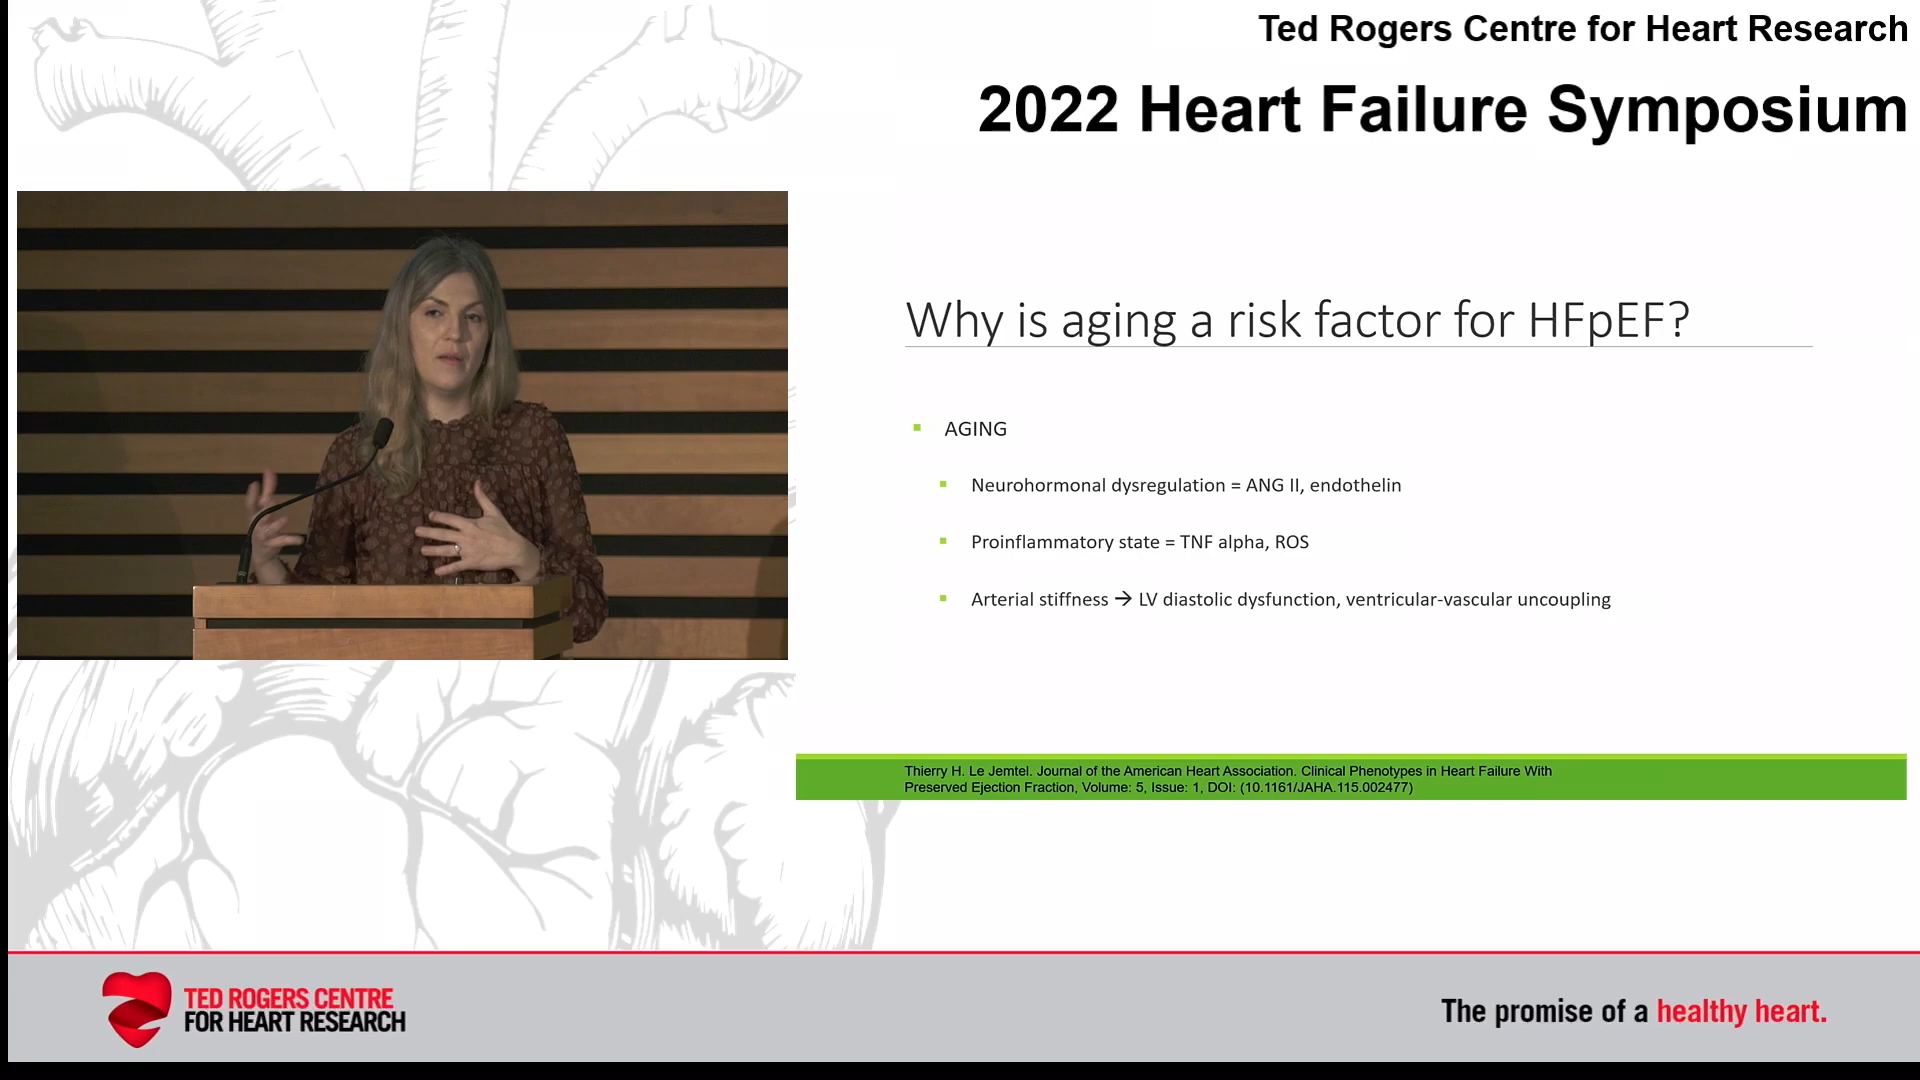 Ted Rogers Centre for Heart Research
2022 Heart Failure Symposium
Why is aging a risk factor for HFpEF?
AGING
Neurohormonal dysregulation = ANG II, endothelin
Proinflammatory state = TNF alpha, ROS
Arterial stiffness → LV diastolic dysfunction, ventricular-vascular uncoupling
Thierry H. Le Jemtel. Journal of the American Heart Association. Clinical Phenotypes in Heart Failure With
Preserved Ejection Fraction, Volume: 5, Issue: 1, DOI: (10.1161/JAHA.115.002477)
TED ROGERS CENTRE
FOR HEART RESEARCH
The promise of a healthy heart.